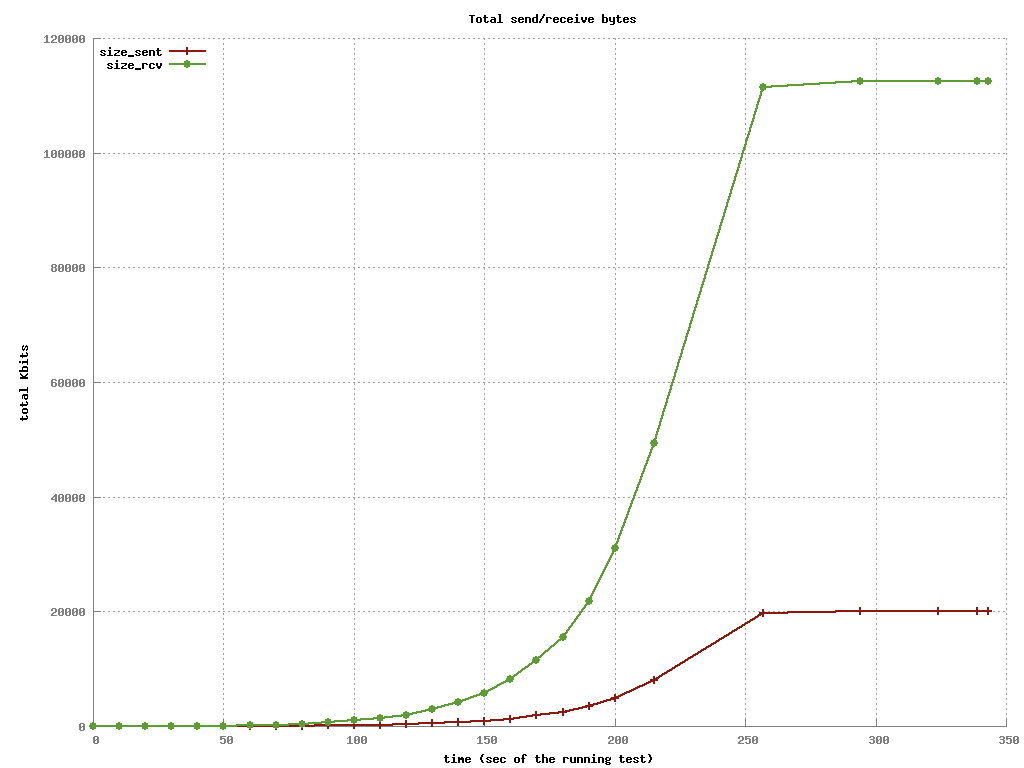 Total send/receive bytes
120000
size_sent
size_rcv
100000
80000
60000
total Kbits
40000
20000
0
0 50 100 150 200 250 300 350
time (sec of the running test)